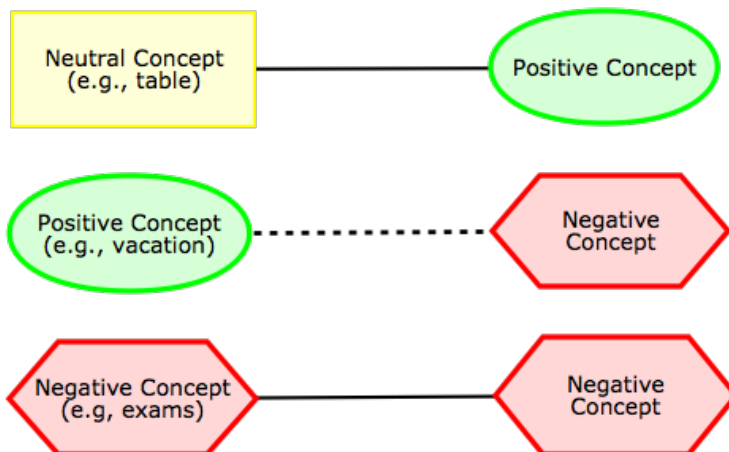 Neutral Concept
(e.g., table)
Positive Concept
Positive Concept
(e.g., vacation)
Negative
Concept
Negative Concept
(e.g, exams)
Negative
Concept